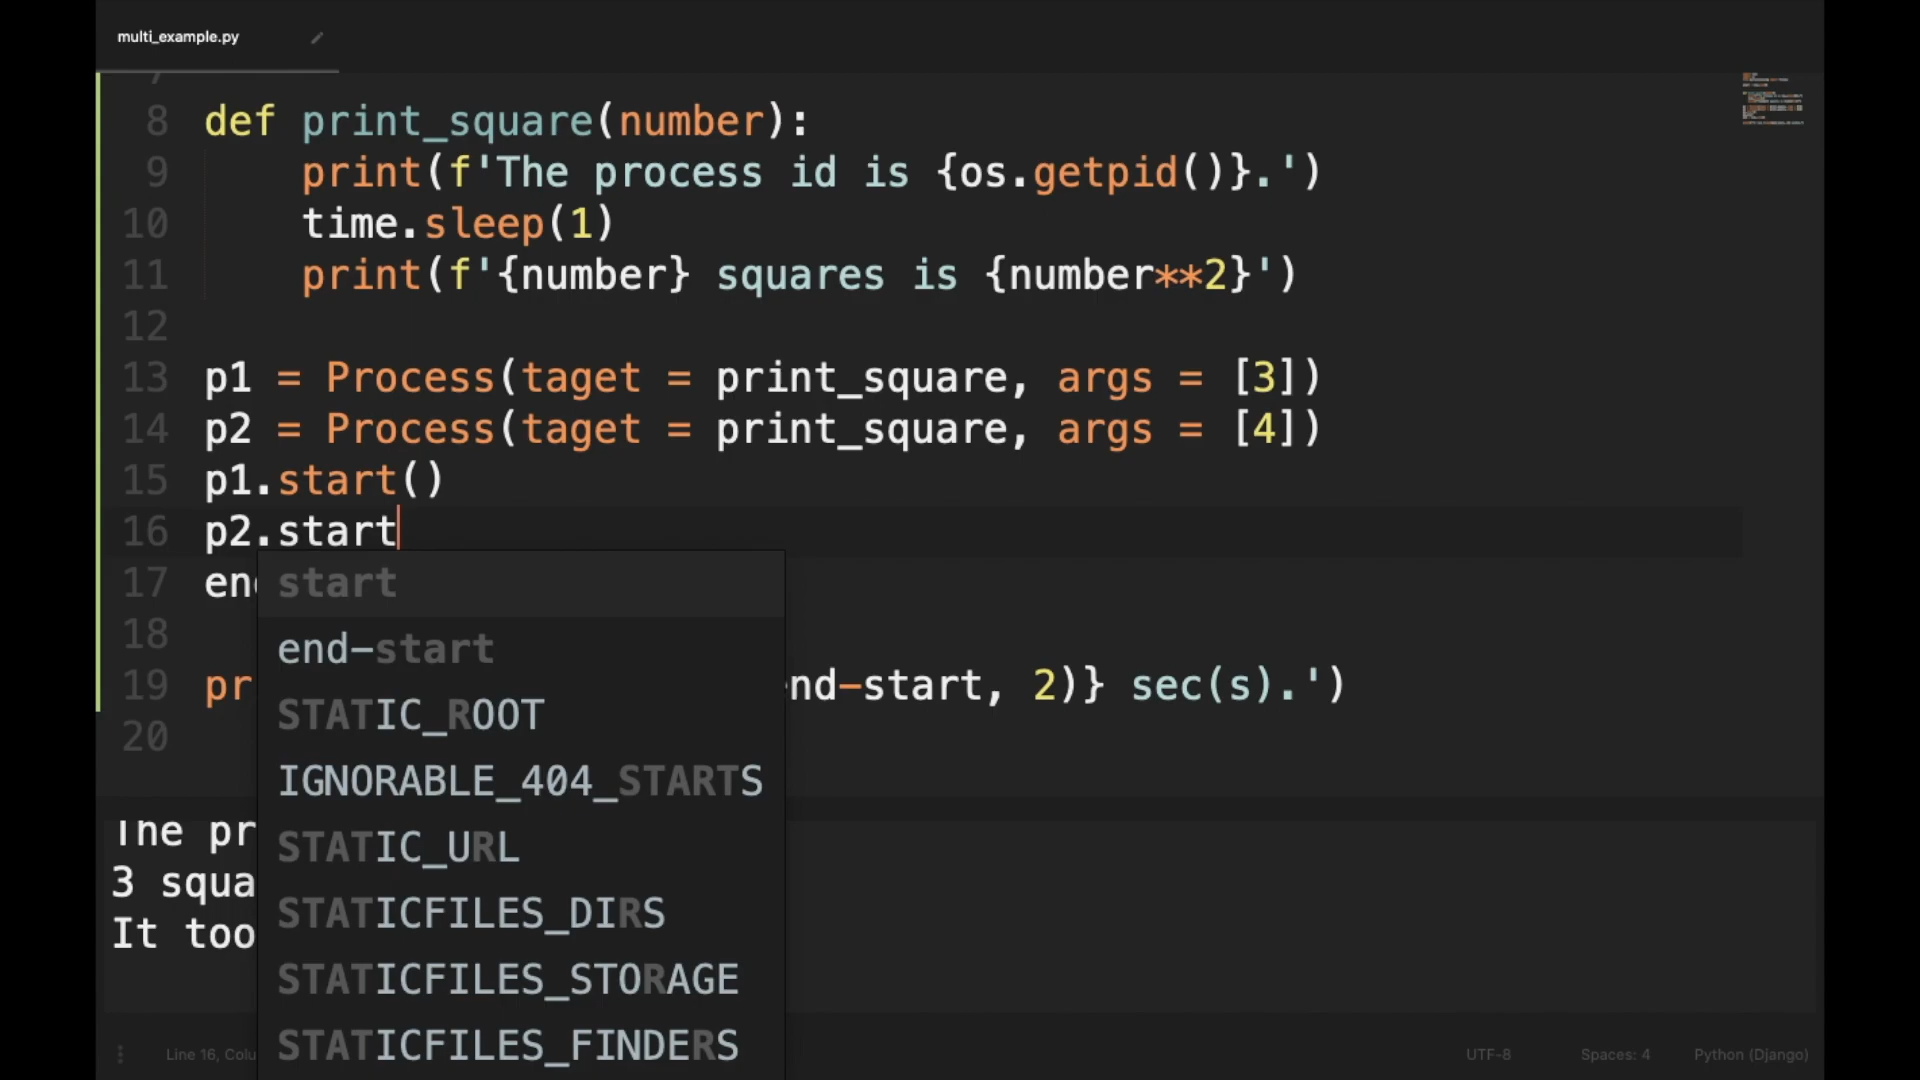 multi_example.py
7
8 def print_square(number):
9 print(f'The process id is {os.getpid()}.')
10 time.sleep(1)
11 print(f'{number} squares is {number**2}')
12
13 p1 = Process(taget = print_square, args = [3])
14 p2 = Process(taget = print_square, args = [4])
15 p1.start()
16 p2.start
17 en
start
18
end-start
19 pr nd-start, 2)} sec(s).')
STATIC_ROOT
20
IGNORABLE_404_STARTS
The pr
STATIC_URL
3 squa
STATICFILES_DIRS
It too
STATICFILES_STORAGE
STATICFILES_FINDERS
Line 16, Colu UTF-8 Spaces: 4 Python (Django)